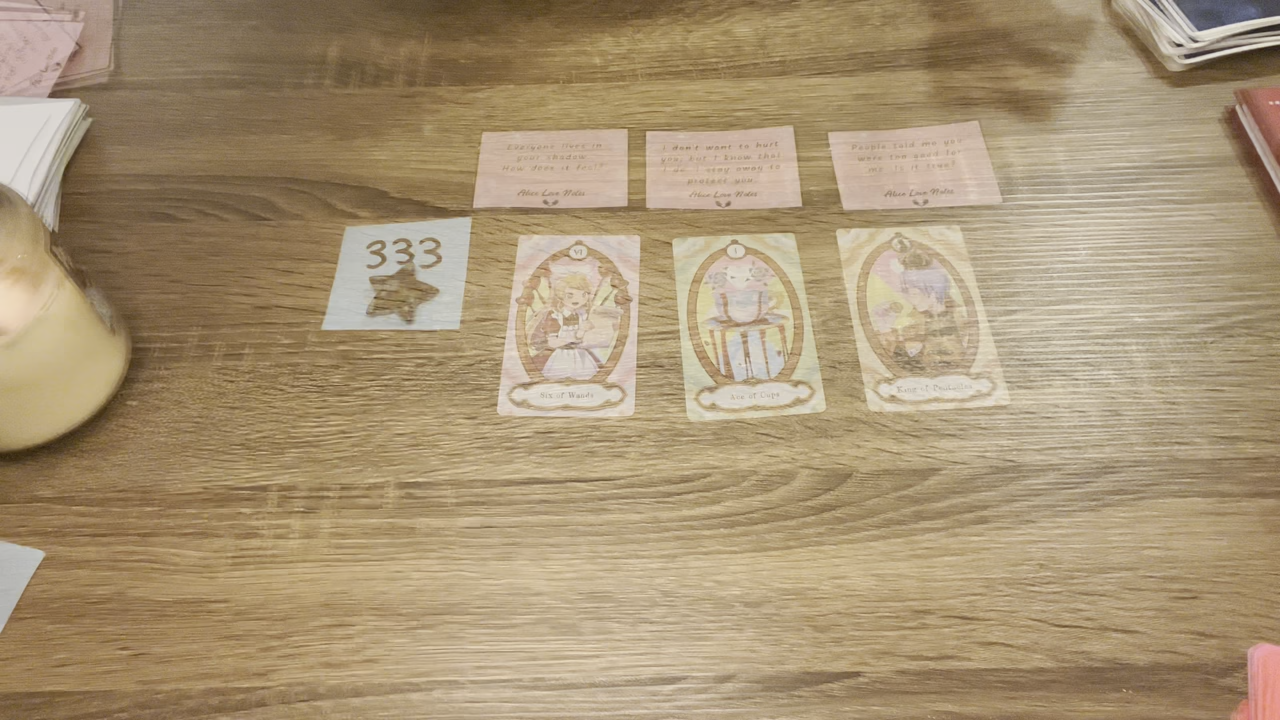 Everyone lives in
your shadow.
How does it feel?
Alice Love Notes
I don't want to hurt
you, but I know that
I do. I stay away to
protect you.
Alice Love Notes
People told me you
were too good for
me. Is it true?
Alice Love Notes
333
VI
Six of Wands
I
Ace of Cups
King of Pentacles